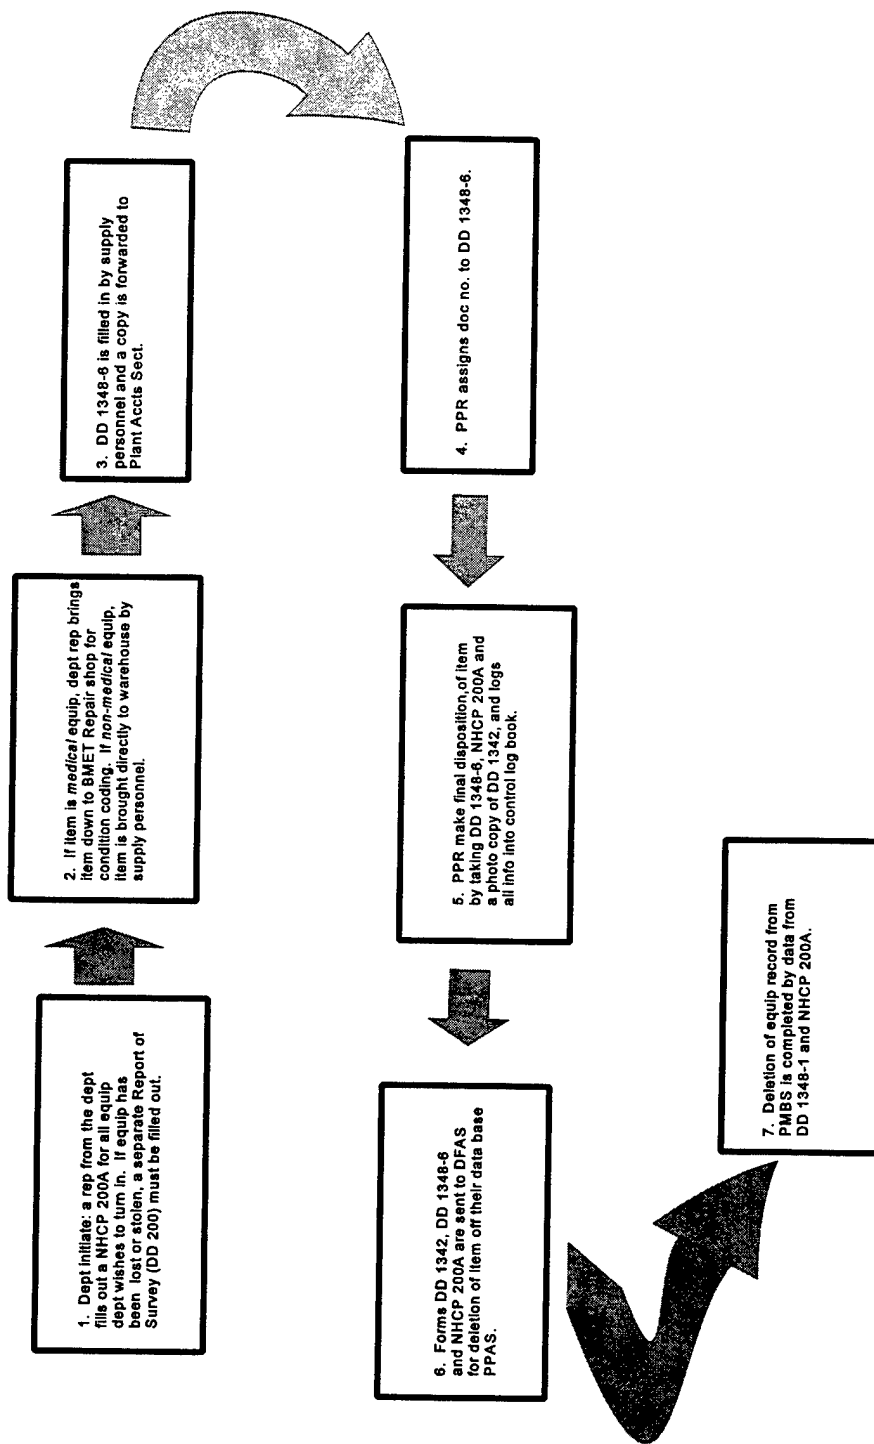 1. Dept initiate: a rep from the dept
fills out a NHCP 200A for all equip
dept wishes to turn in. If equip has
been lost or stolen, a separate Report of
Survey (DD 200) must be filled out.
2. If item is medical equip, dept rep brings
item down to BMET Repair shop for
condition coding. If non-medical equip,
item is brought directly to warehouse by
supply personnel.
3. DD 1348-6 is filled in by supply
personnel and a copy is forwarded to
Plant Accts Sect.
4. PPR assigns doc no. to DD 1348-6.
5. PPR make final disposition,of item
by taking DD 1348-6, NHCP 200A and
a photo copy of DD 1342, and logs
all info into control log book.
6. Forms DD 1342, DD 1348-6
and NHCP 200A are sent to DFAS
for deletion of item off their data base
PPAS.
7. Deletion of equip record from
PMBS is completed by data from
DD 1348-1 and NHCP 200A.